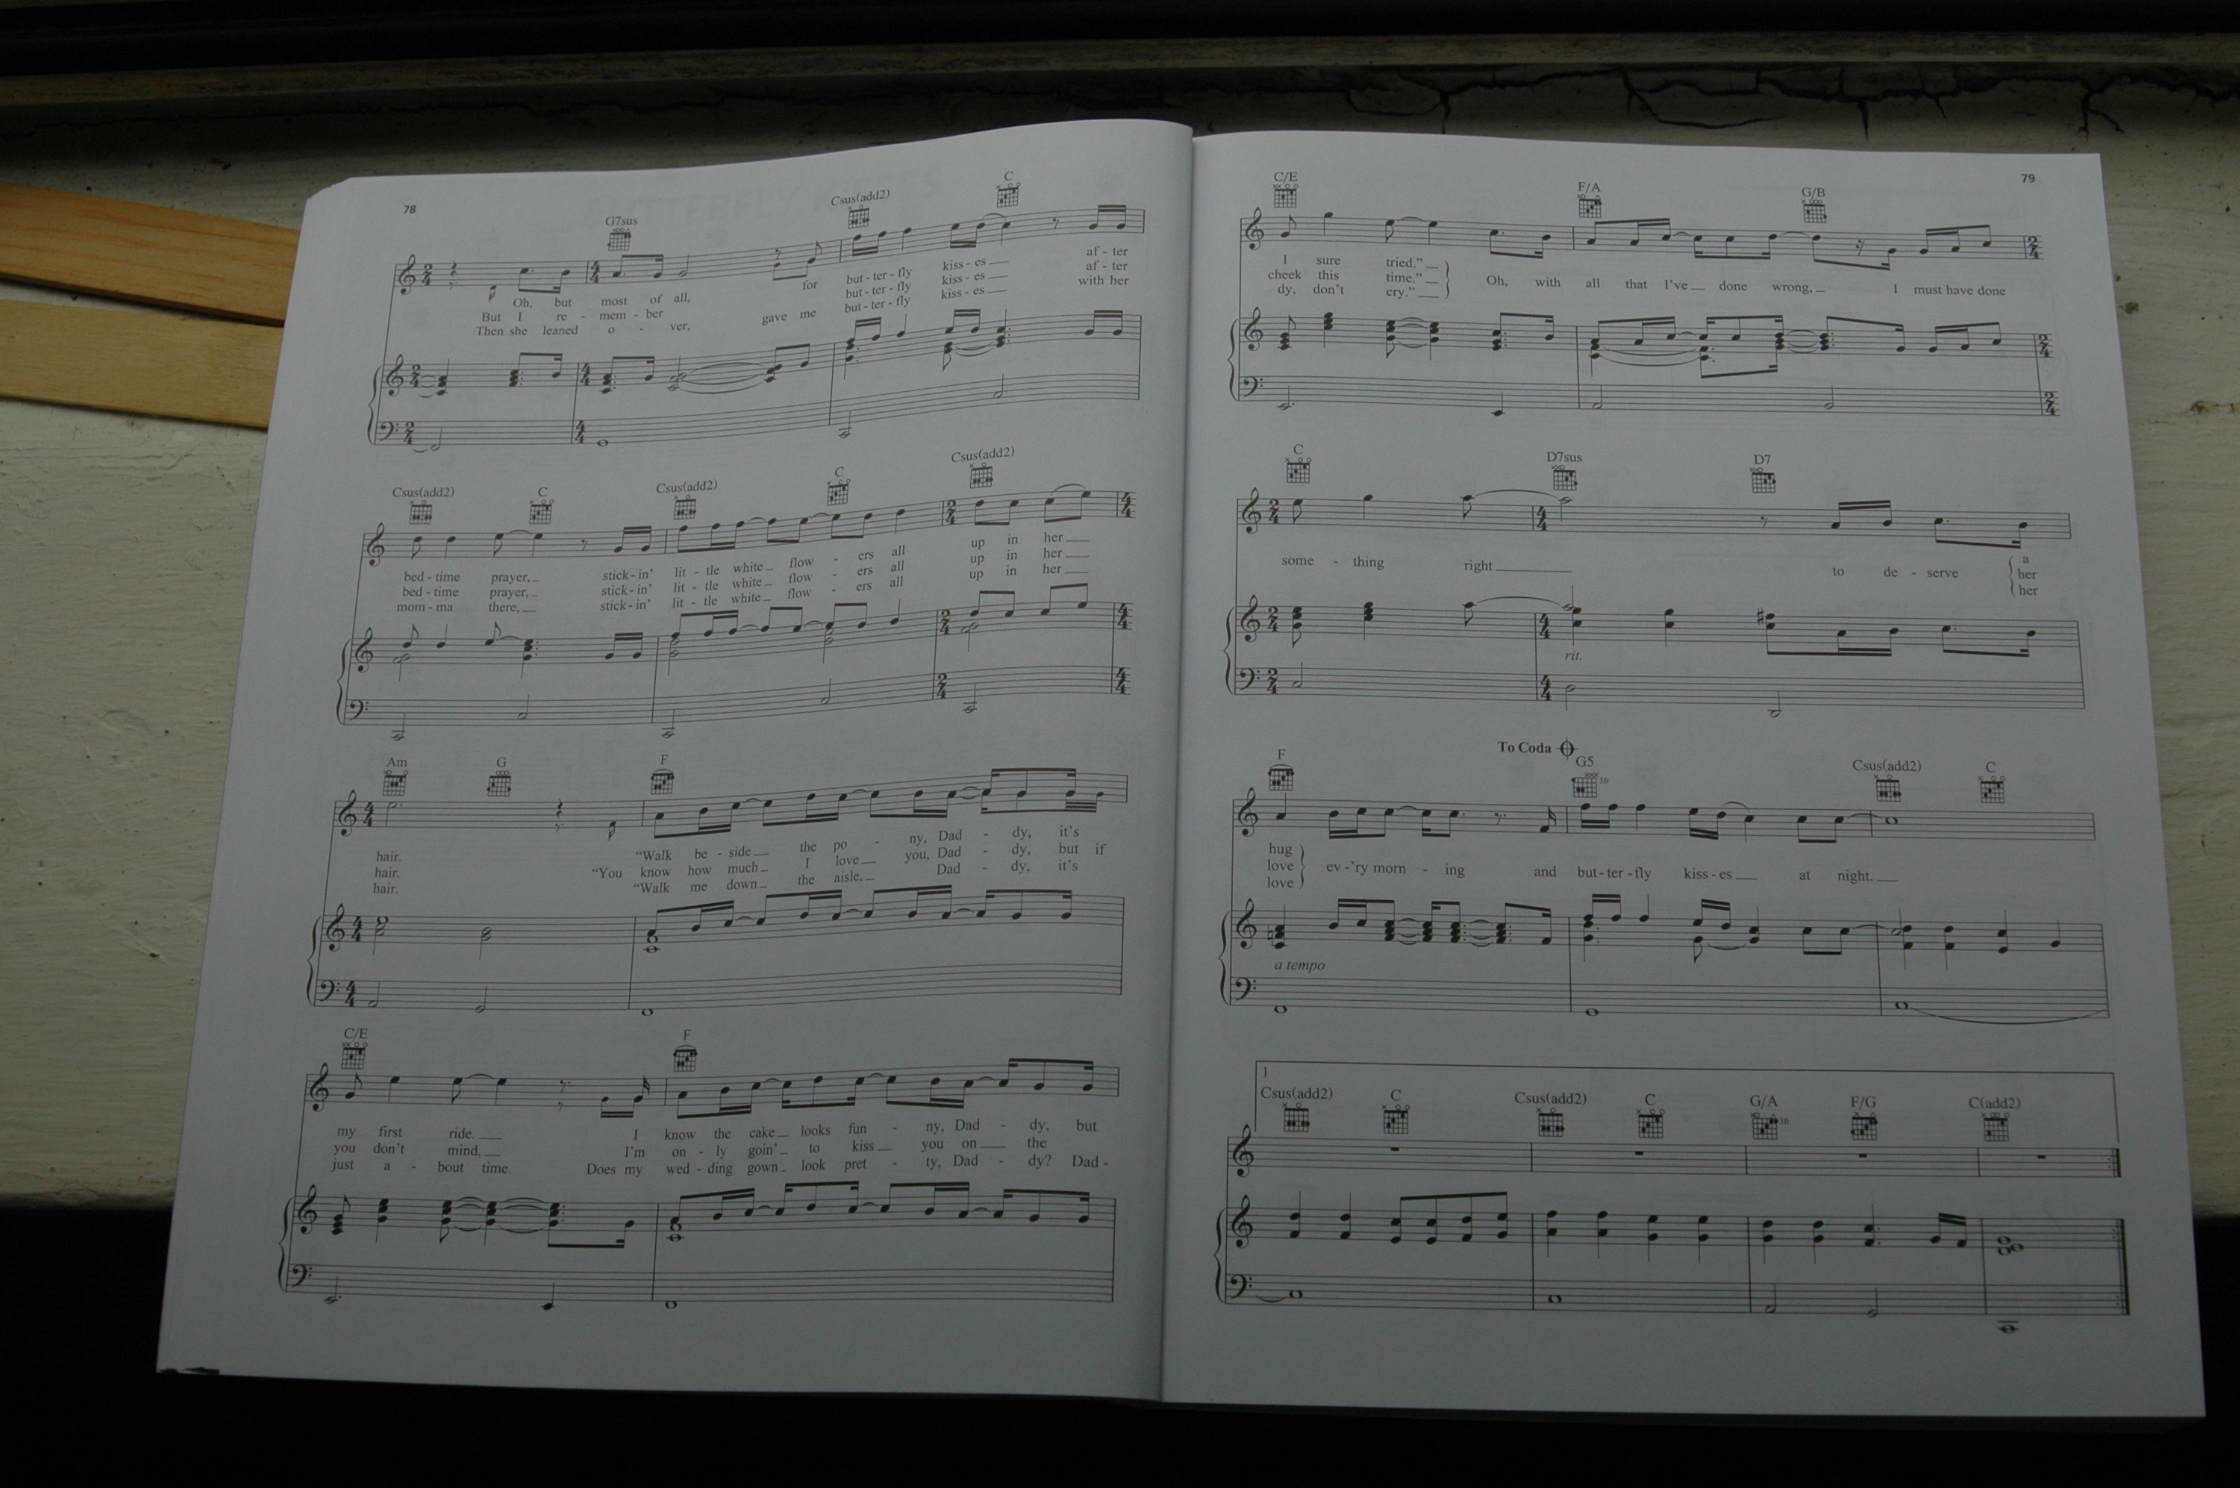 78
G7sus Csus(add2) C
Oh, but most of all, for but - ter - fly kiss - es af - ter
But I re - mem - ber gave me but - ter - fly kiss - es af - ter
Then she leaned o - ver, but - ter - fly kiss - es with her
Csus(add2) C Csus(add2) C Csus(add2)
bed - time prayer, stick - in' lit - tle white flow - ers all up in her
bed - time prayer, stick - in' lit - tle white flow - ers all up in her
mom - ma there, stick - in' lit - tle white flow - ers all up in her
Am G F
hair. "Walk be - side the po - ny, Dad - dy, it's
hair. "You know how much I love you, Dad - dy, but if
hair. "Walk me down the aisle, Dad - dy, it's
C/E F
my first ride. I know the cake looks fun - ny, Dad - dy, but
you don't mind, I'm on - ly goin' to kiss you on the
just a - bout time. Does my wed - ding gown look pret - ty, Dad - dy? Dad -
79
C/E F/A G/B
I sure tried."
cheek this time." Oh, with all that I've done wrong, I must have done
dy, don't cry."
C D7sus D7
some - thing right to de - serve a
her
her
rit.
To Coda
F G5 Csus(add2) C
3fr
hug
love ev - 'ry morn - ing and but - ter - fly kiss - es at night.
love
a tempo
1
Csus(add2) C Csus(add2) C G/A F/G C(add2)
3fr